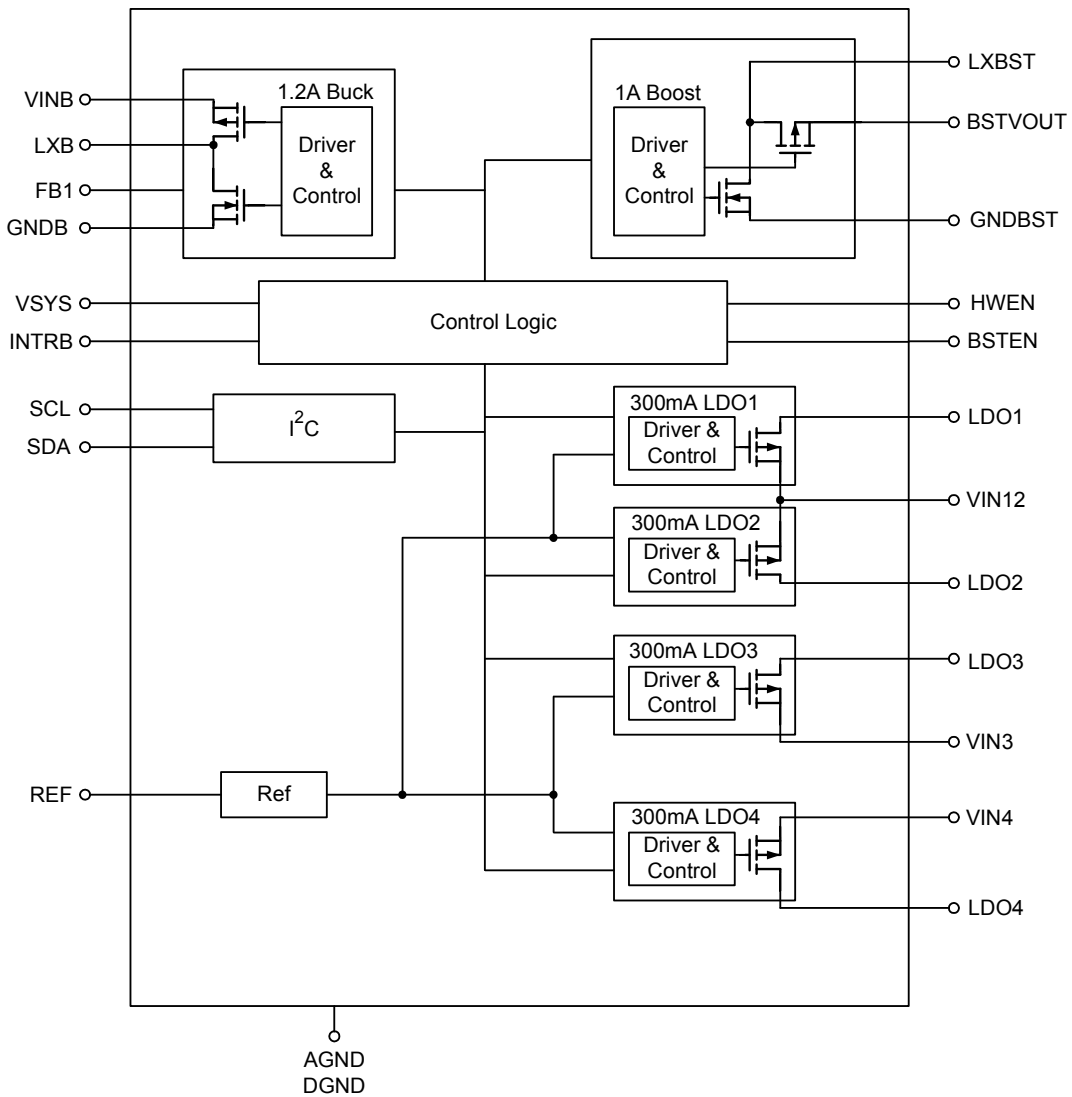 VINB
LXB
FB1
GNDB
1.2A Buck
Driver
&
Control
1A Boost
Driver
&
Control
LXBST
BSTVOUT
GNDBST
VSYS
INTRB
Control Logic
HWEN
BSTEN
SCL
SDA
I²C
300mA LDO1
Driver &
Control
LDO1
VIN12
300mA LDO2
Driver &
Control
LDO2
300mA LDO3
Driver &
Control
LDO3
VIN3
REF
Ref
300mA LDO4
Driver &
Control
VIN4
LDO4
AGND
DGND